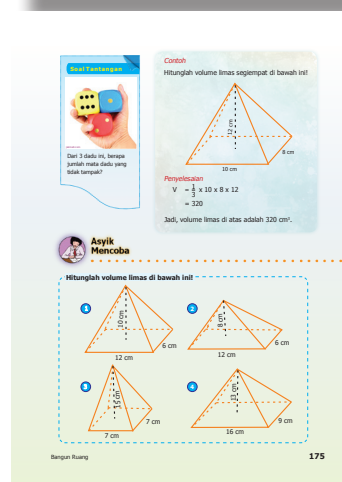 Soal Tantangan
Dari 3 dadu ini, berapa
jumlah mata dadu yang
tidak tampak?
Contoh
Hitunglah volume limas segiempat di bawah ini!
12 cm
8 cm
10 cm
Penyelesaian
V = 1/3 x 10 x 8 x 12
= 320
Jadi, volume limas di atas adalah 320 cm³.
Asyik
Mencoba
Hitunglah volume limas di bawah ini!
1
10 cm
6 cm
12 cm
2
8 cm
6 cm
12 cm
3
15 cm
7 cm
7 cm
4
13 cm
9 cm
16 cm
Bangun Ruang
175